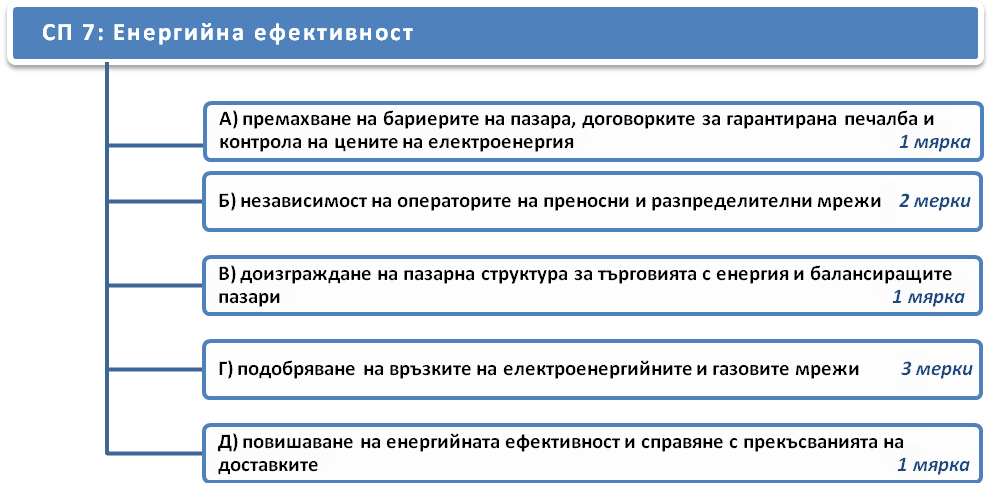 СП 7: Енергийна ефективност
А) премахване на бариерите на пазара, договорките за гарантирана печалба и
контрола на цените на електроенергия 1 мярка
Б) независимост на операторите на преносни и разпределителни мрежи 2 мерки
В) доизграждане на пазарна структура за търговията с енергия и балансиращите
пазари 1 мярка
Г) подобряване на връзките на електроенергийните и газовите мрежи 3 мерки
Д) повишаване на енергийната ефективност и справяне с прекъсванията на
доставките 1 мярка